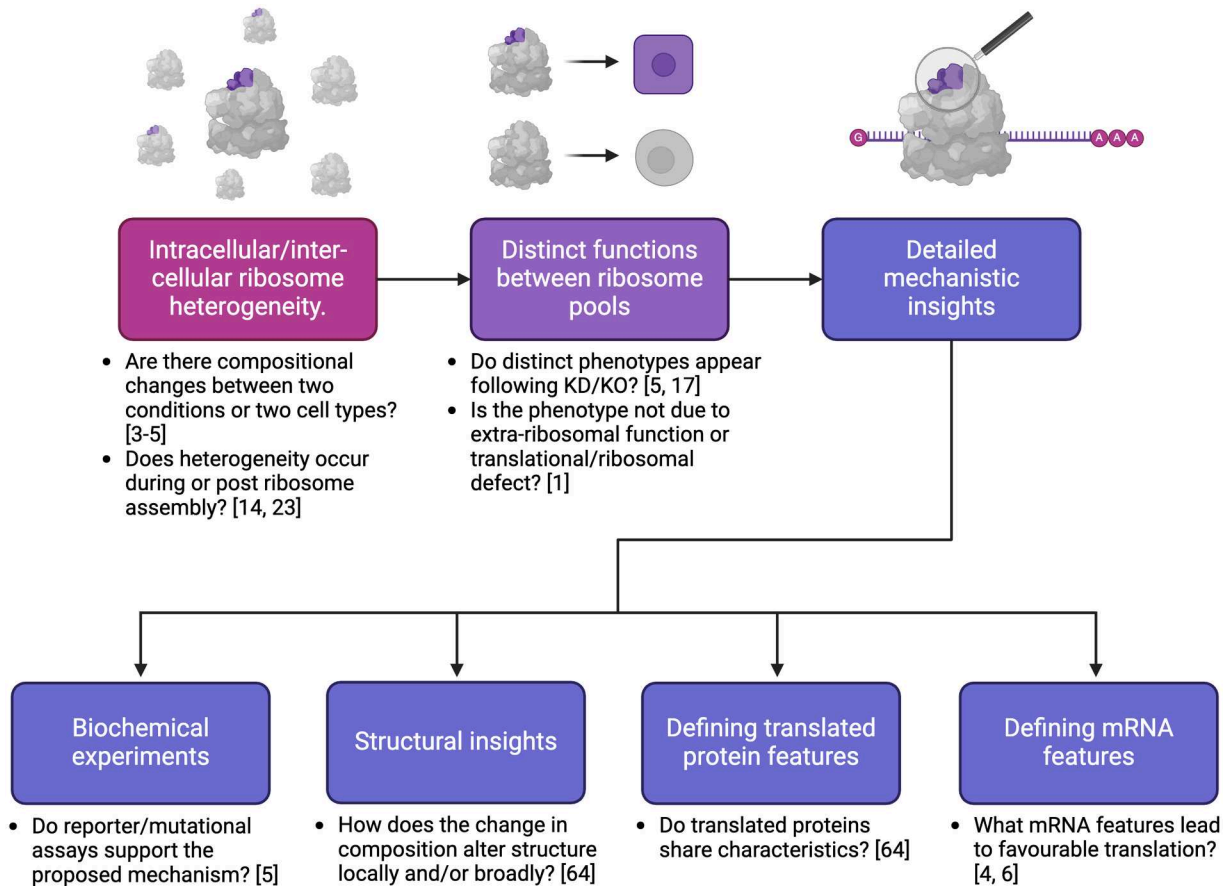 G
A A A
Intracellular/inter-
cellular ribosome
heterogeneity.
Distinct functions
between ribosome
pools
Detailed
mechanistic
insights
• Are there compositional
changes between two
conditions or two cell types?
[3-5]
• Does heterogeneity occur
during or post ribosome
assembly? [14, 23]
• Do distinct phenotypes appear
following KD/KO? [5, 17]
• Is the phenotype not due to
extra-ribosomal function or
translational/ribosomal
defect? [1]
Biochemical
experiments
Structural insights
Defining translated
protein features
Defining mRNA
features
• Do reporter/mutational
assays support the
proposed mechanism? [5]
• How does the change in
composition alter structure
locally and/or broadly? [64]
• Do translated proteins
share characteristics? [64]
• What mRNA features lead
to favourable translation?
[4, 6]